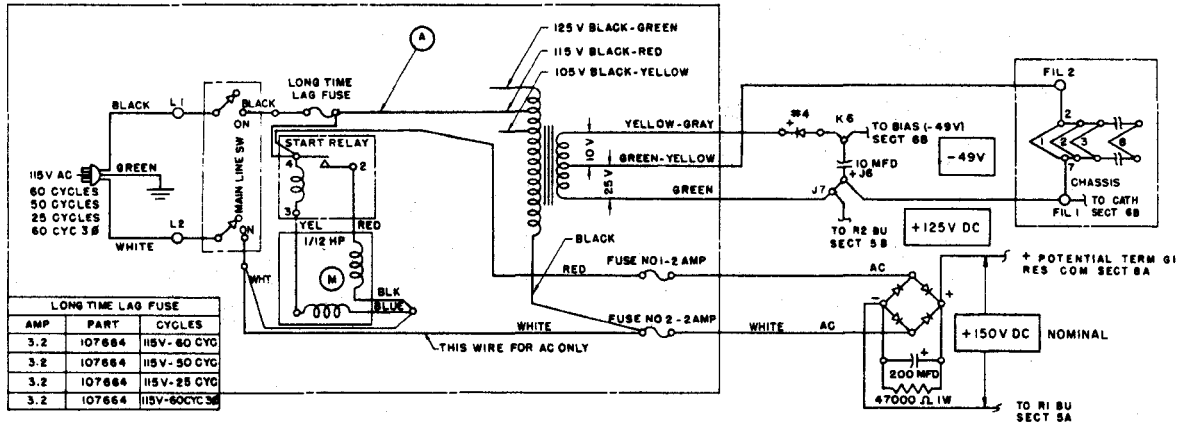 125 V BLACK-GREEN
A
115 V BLACK-RED
105V BLACK-YELLOW
LONG TIME
LAG FUSE
FIL 2
BLACK
L1
BLACK
ON
START RELAY
4
2
3
MAIN LINE SW
115V AC
GREEN
60 CYCLES
50 CYCLES
25 CYCLES
60 CYC 3Ø
L2
ON
WHITE
YEL
RED
1/12 HP
M
WHT
BLK
BLUE
YELLOW-GRAY
10 V
GREEN-YELLOW
25 V
GREEN
#4
+
K6
TO BIAS (-49V)
SECT 6B
-49V
10 MFD
+
J6
J7
TO R2 BU
SECT 5B
+125V DC
2
1
2
3
8
7
CHASSIS
FIL 1
TO CATH
SECT 6B
BLACK
RED
FUSE NO 1-2 AMP
AC
WHITE
FUSE NO 2-2AMP
WHITE
AC
THIS WIRE FOR AC ONLY
-
+
+ POTENTIAL TERM G1
RES COM SECT 8A
+150V DC
NOMINAL
+
200 MFD
47000 Ω 1W
TO R1 BU
SECT 5A
LONG TIME LAG FUSE
AMP PART CYCLES
3.2 107664 115V-60 CYC
3.2 107664 115V-50 CYC
3.2 107664 115V-25 CYC
3.2 107664 115V-60CYC 3Ø